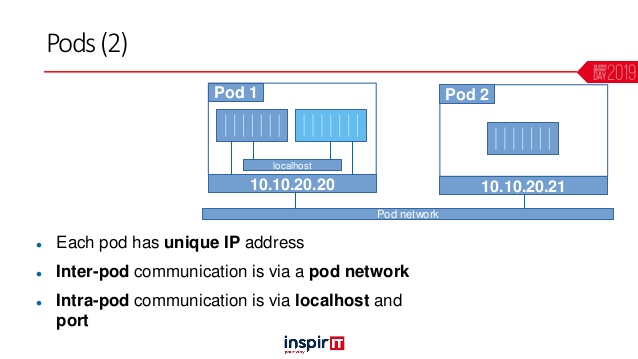 Pods (2)
DAY 2019
Pod 1
Pod 2
localhost
10.10.20.20
10.10.20.21
Pod network
Each pod has unique IP address
Inter-pod communication is via a pod network
Intra-pod communication is via localhost and
port
inspirIT
your way